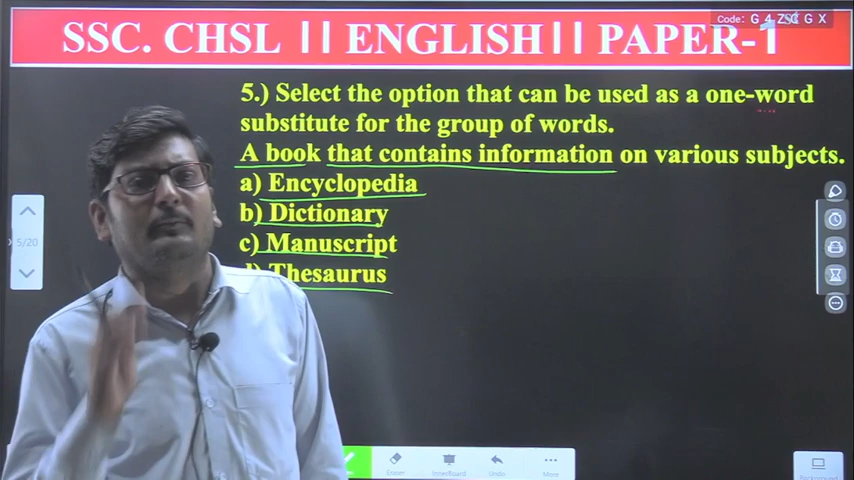 Code: G 4 Z C G X
SSC. CHSL || ENGLISH || PAPER-1
5.) Select the option that can be used as a one-word
substitute for the group of words.
A book that contains information on various subjects.
a) Encyclopedia
b) Dictionary
c) Manuscript
d) Thesaurus
5/20
Eraser
InnerBoard
Undo
More
Background